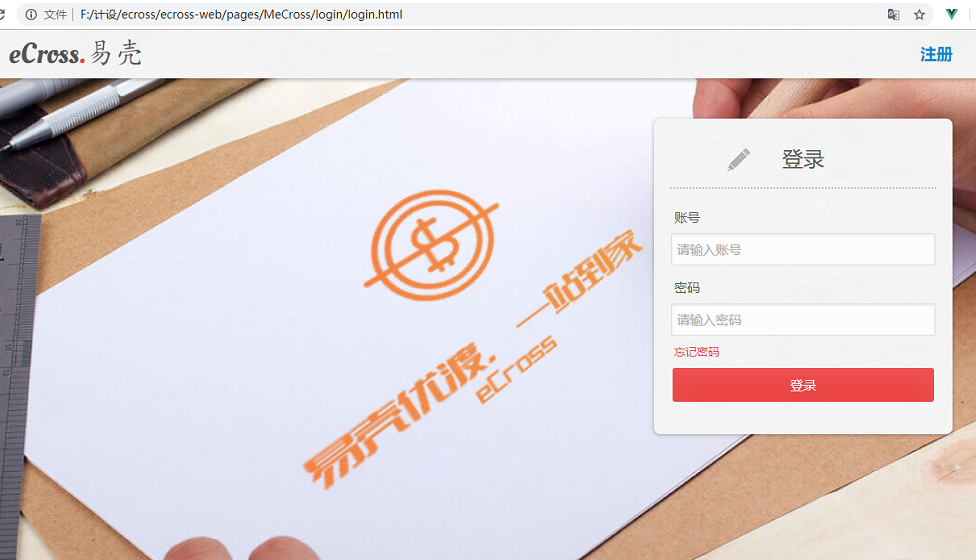 文件 F:/计设/ecross/ecross-web/pages/MeCross/login/login.html
eCross.易壳
注册
登录
账号
请输入账号
密码
请输入密码
忘记密码
登录
一站到家
易壳优渡.
eCross